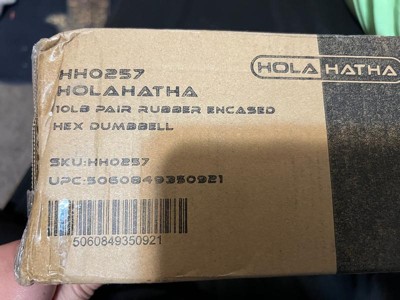 HH0257
HOLA HATHA
HOLAHATHA
10LB PAIR RUBBER ENCASED
HEX DUMBBELL
SKU:HH0257
UPC:5060849350921
5060849350921